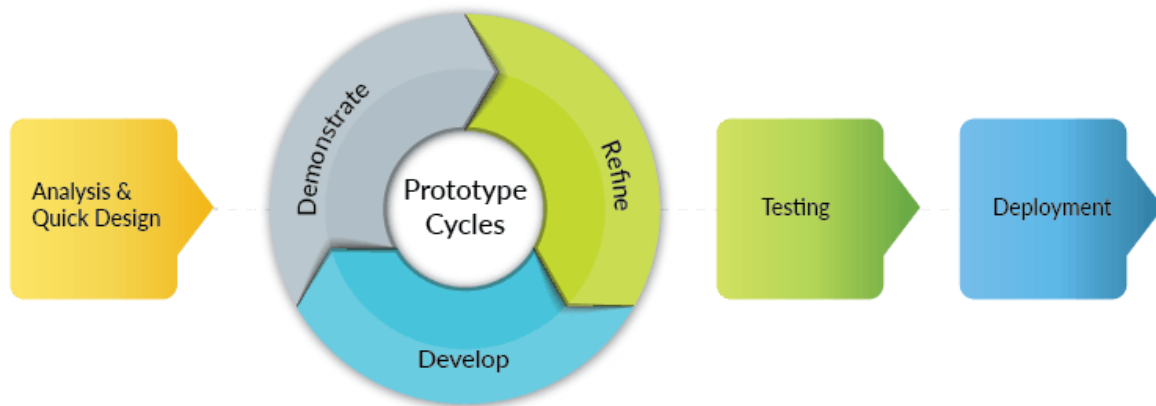 Analysis &
Quick Design
Demonstrate
Refine
Develop
Prototype
Cycles
Testing
Deployment